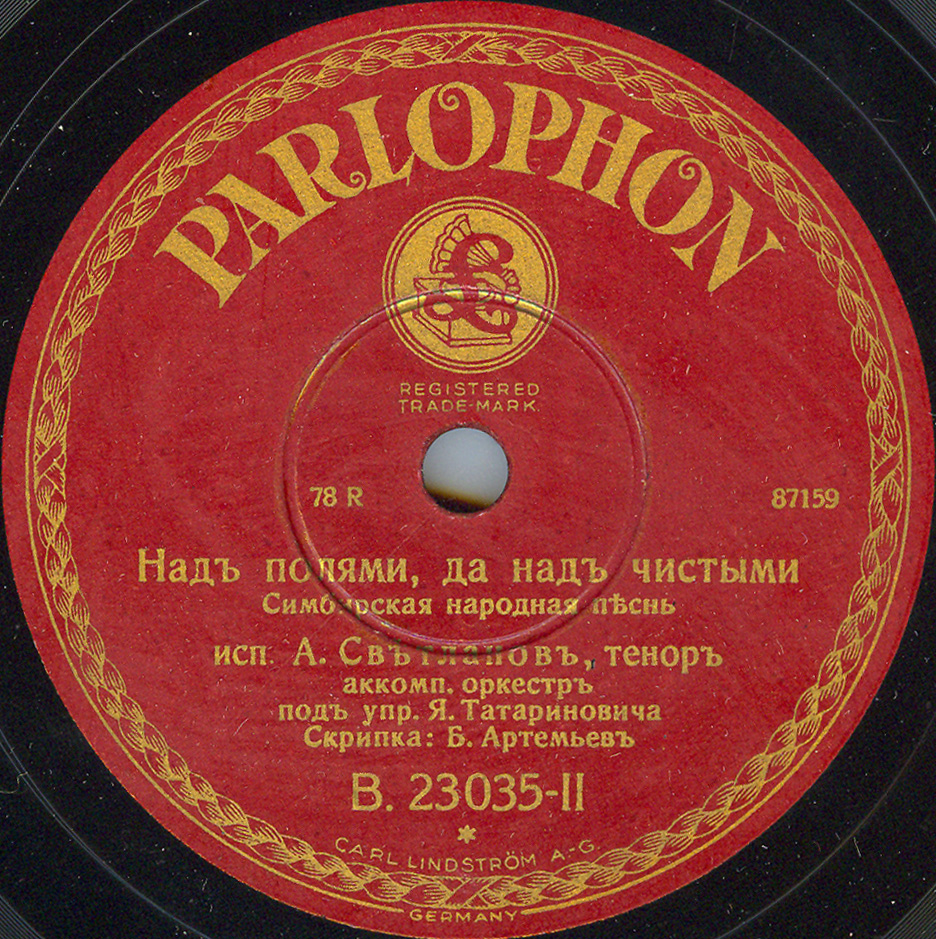 PARLOPHON
REGISTERED
TRADE-MARK.
78 R
87159
Надъ полями, да надъ чистыми
Симбирская народная пѣснь
исп. А. Свѣтлановъ, теноръ
аккомп. оркестръ
подъ упр. Я. Татариновича
Скрипка: Б. Артемьевъ
B. 23035-II
CARL LINDSTRÖM A.-G.
GERMANY